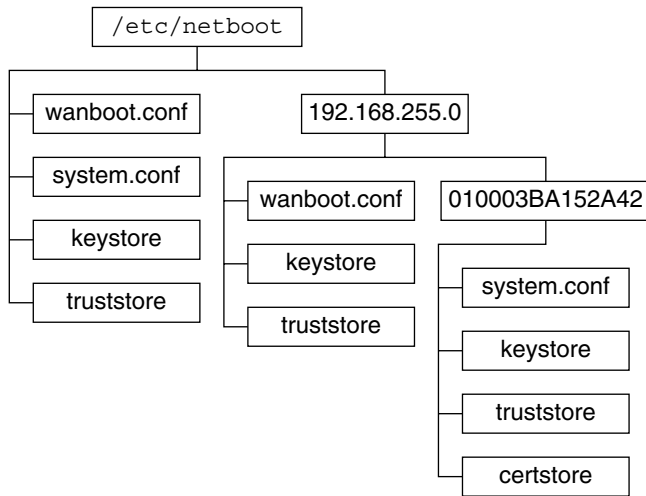 /etc/netboot
wanboot.conf
system.conf
keystore
truststore
192.168.255.0
wanboot.conf
keystore
truststore
010003BA152A42
system.conf
keystore
truststore
certstore